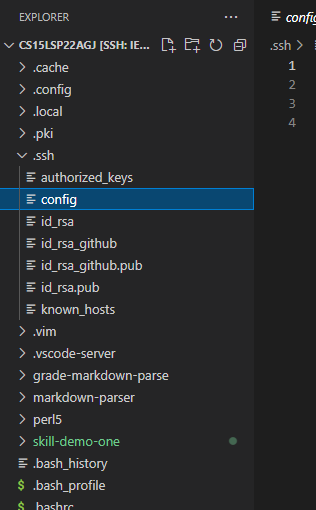 EXPLORER
···
config
CS15LSP22AGJ [SSH: IE...
.ssh
.cache
1
.config
2
.local
3
.pki
4
.ssh
authorized_keys
config
id_rsa
id_rsa_github
id_rsa_github.pub
id_rsa.pub
known_hosts
.vim
.vscode-server
grade-markdown-parse
markdown-parser
perl5
skill-demo-one
.bash_history
$ .bash_profile
$ .bashrc